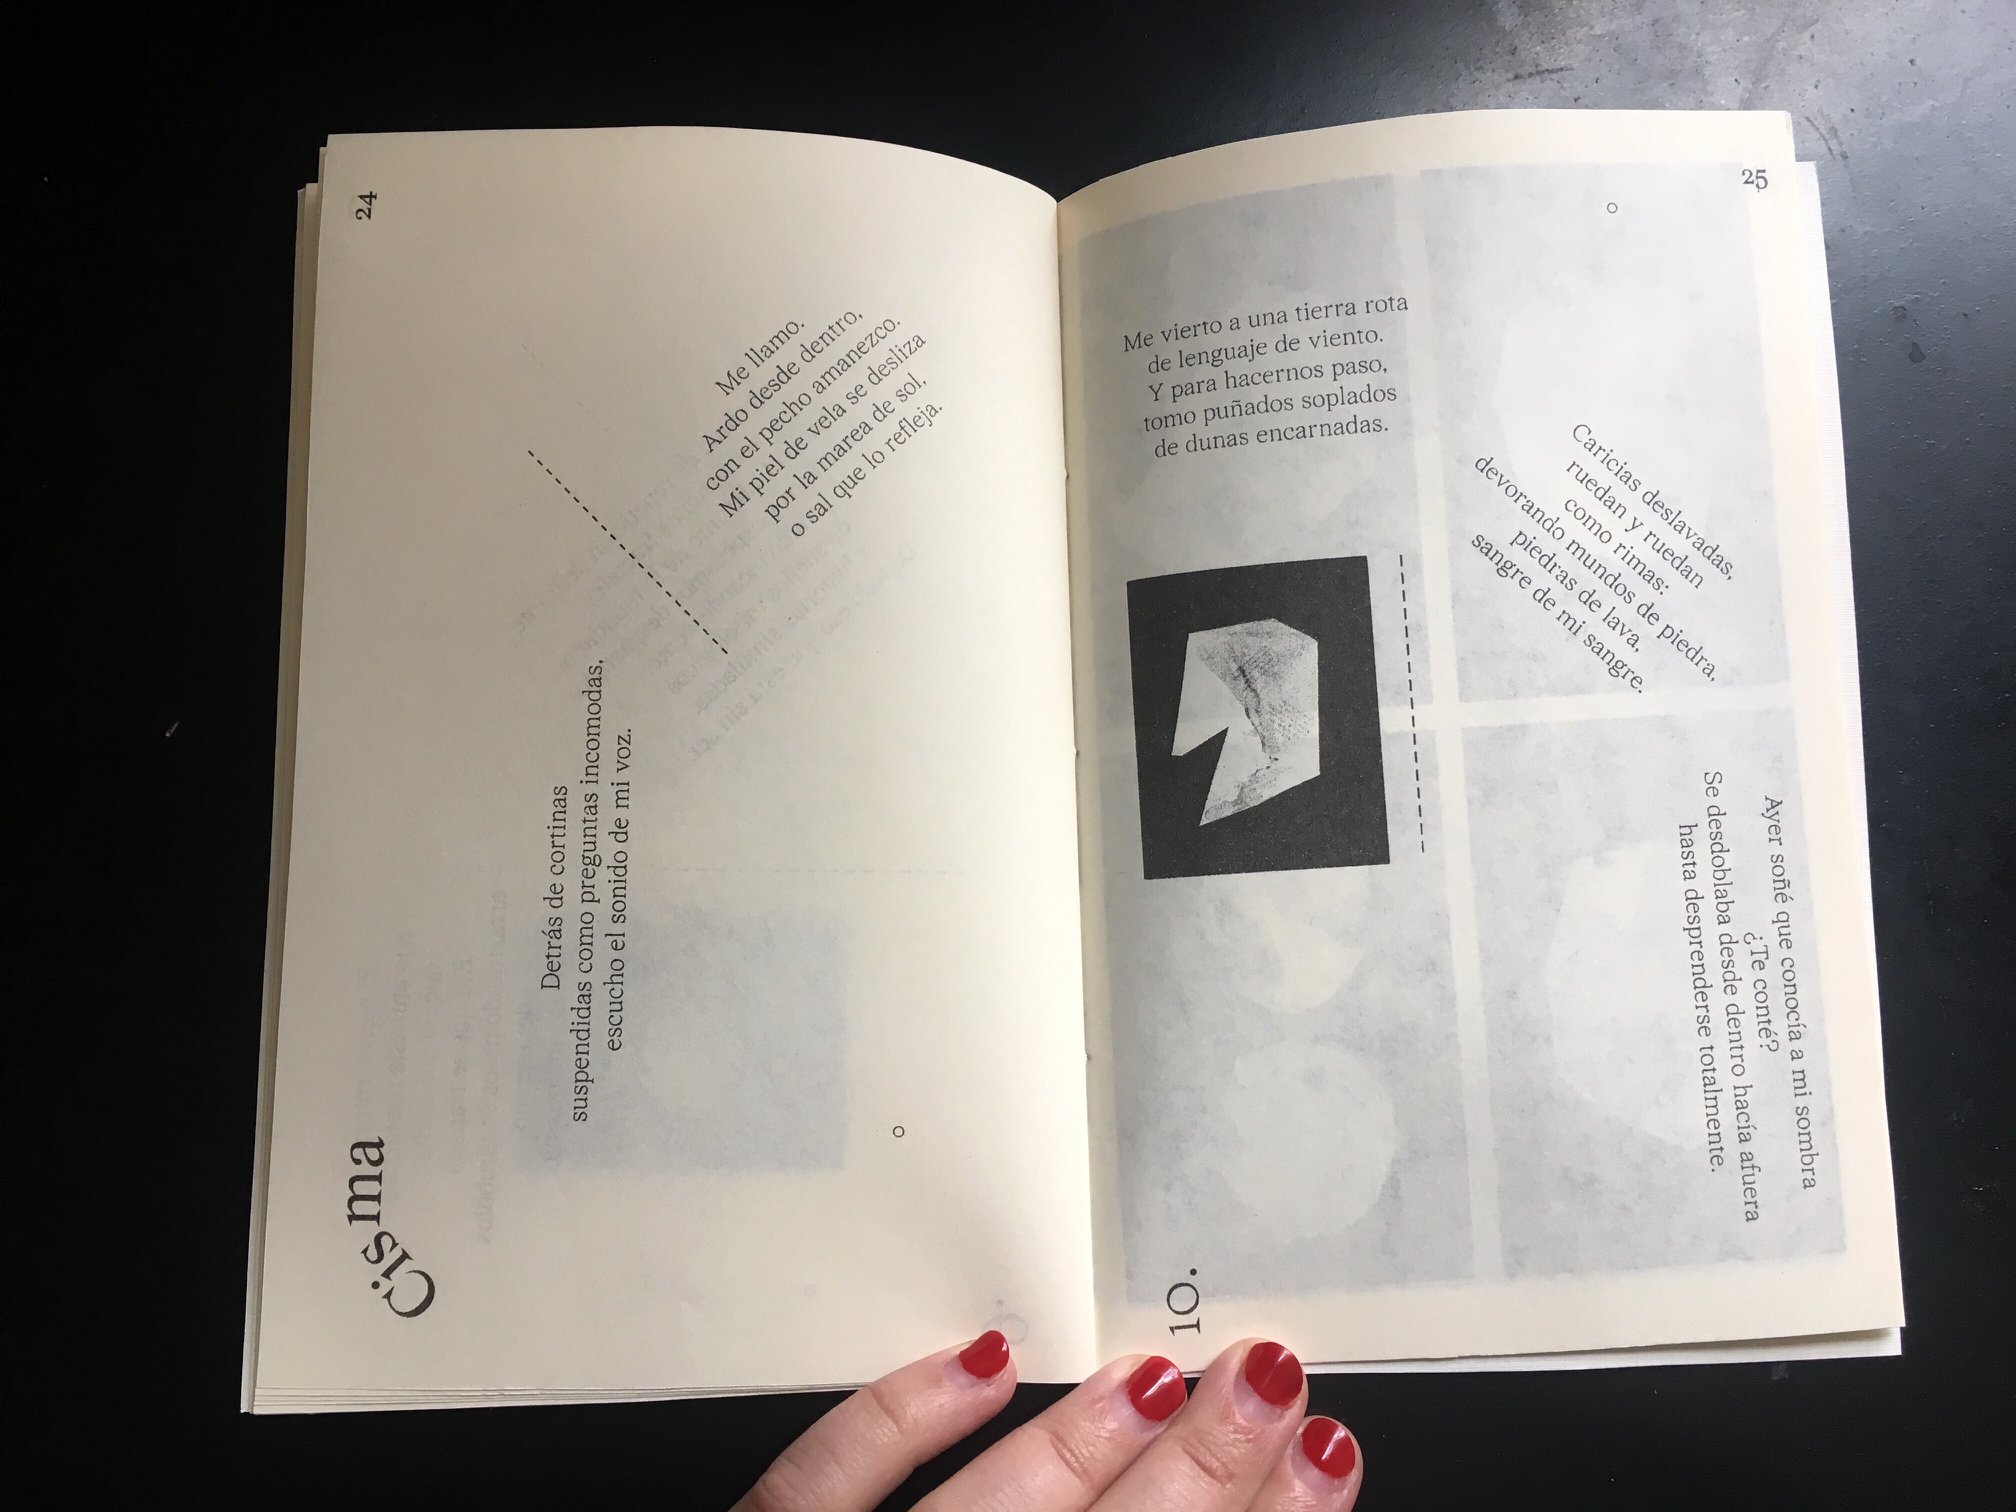 24
Me llamo.
Ardo desde dentro,
con el pecho amanezco.
Mi piel de vela se desliza
por la marea de sol,
o sal que lo refleja.
Detrás de cortinas
suspendidas como preguntas incomodas,
escucho el sonido de mi voz.
Cisma
25
Me vierto a una tierra rota
de lenguaje de viento.
Y para hacernos paso,
tomo puñados soplados
de dunas encarnadas.
Caricias deslavadas,
ruedan y ruedan
como rimas:
devorando mundos de piedra,
piedras de lava,
sangre de mi sangre.
Ayer soñé que conocía a mi sombra
¿Te conté?
Se desdoblaba desde dentro hacía afuera
hasta desprenderse totalmente.
10.